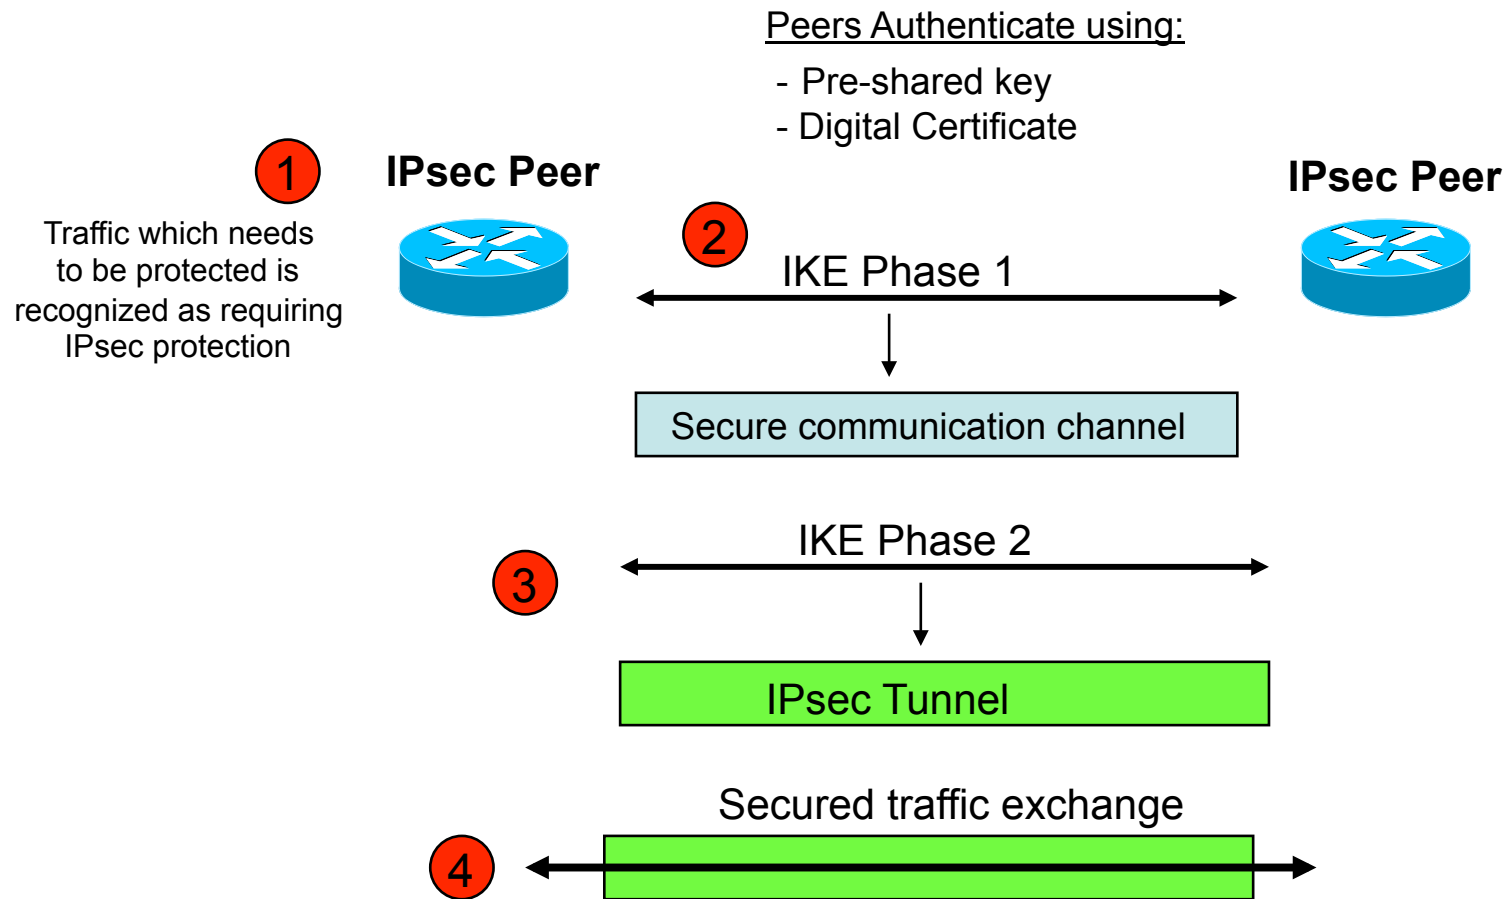 Peers Authenticate using:
- Pre-shared key
- Digital Certificate
1
IPsec Peer
IPsec Peer
Traffic which needs
to be protected is
recognized as requiring
IPsec protection
2
IKE Phase 1
Secure communication channel
IKE Phase 2
3
IPsec Tunnel
Secured traffic exchange
4